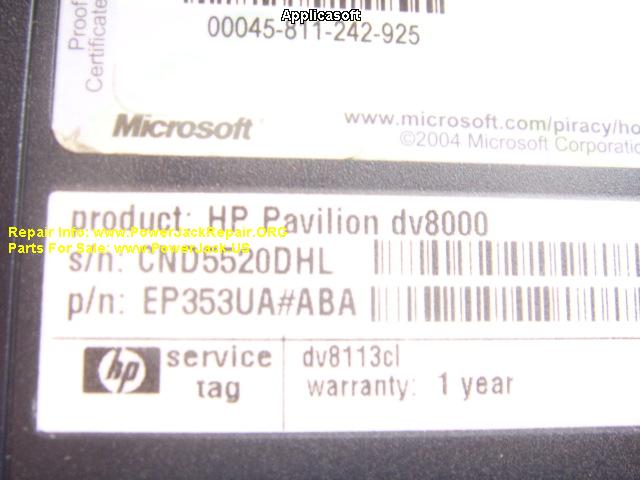 Applicasoft
Proof
Certificate
00045-811-242-925
Microsoft
www.microsoft.com/piracy/ho
©2004 Microsoft Corporatio
product: HP Pavilion dv8000
Repair Info: www.PowerJackRepair.ORG
Parts For Sale: www.PowerJack.US
s/n: CND5520DHL
p/n: EP353UA#ABA
hp service tag
dv8113cl
warranty: 1 year